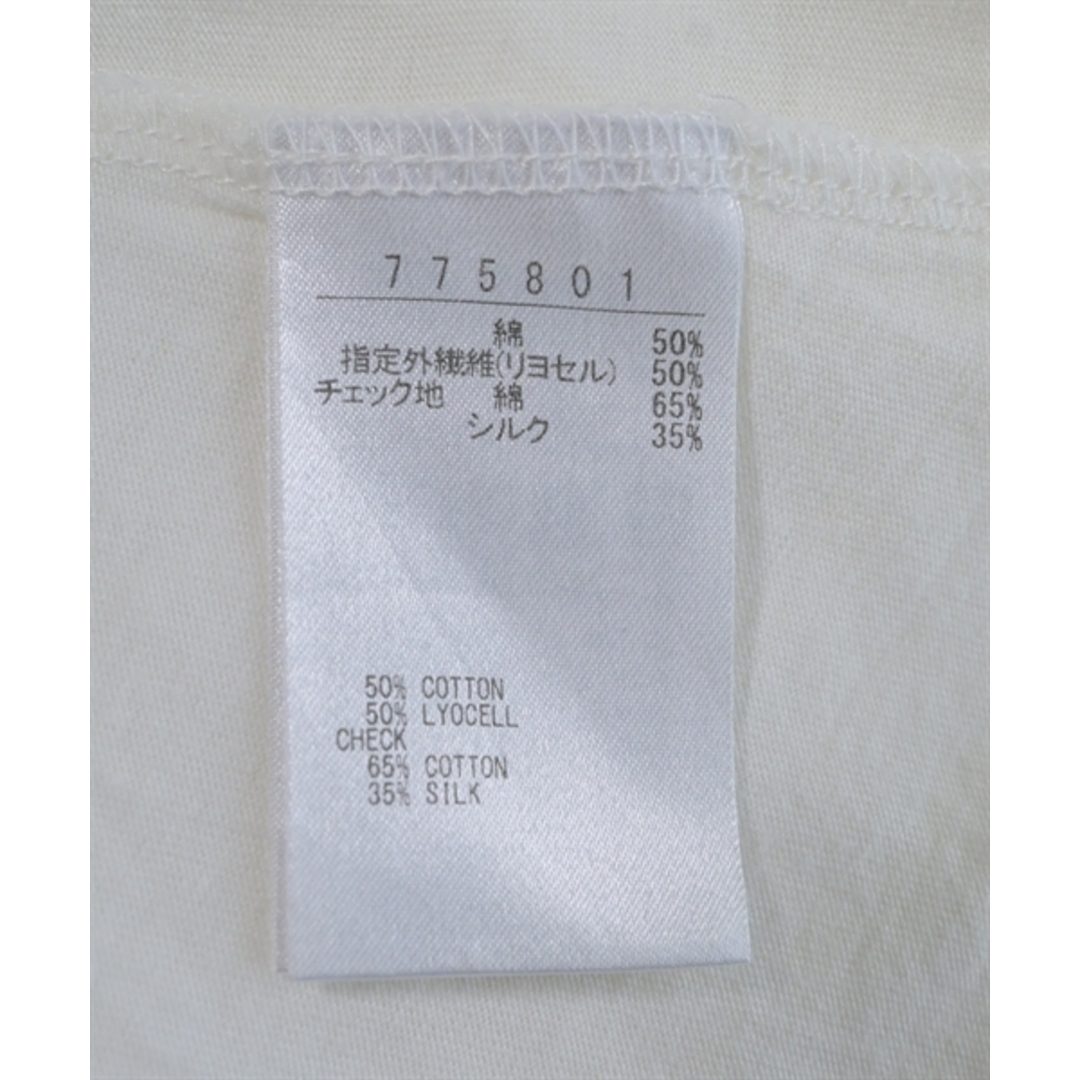 775801
綿 50%
指定外繊維(リヨセル) 50%
チェック地 綿 65%
シルク 35%
50% COTTON
50% LYOCELL
CHECK
65% COTTON
35% SILK